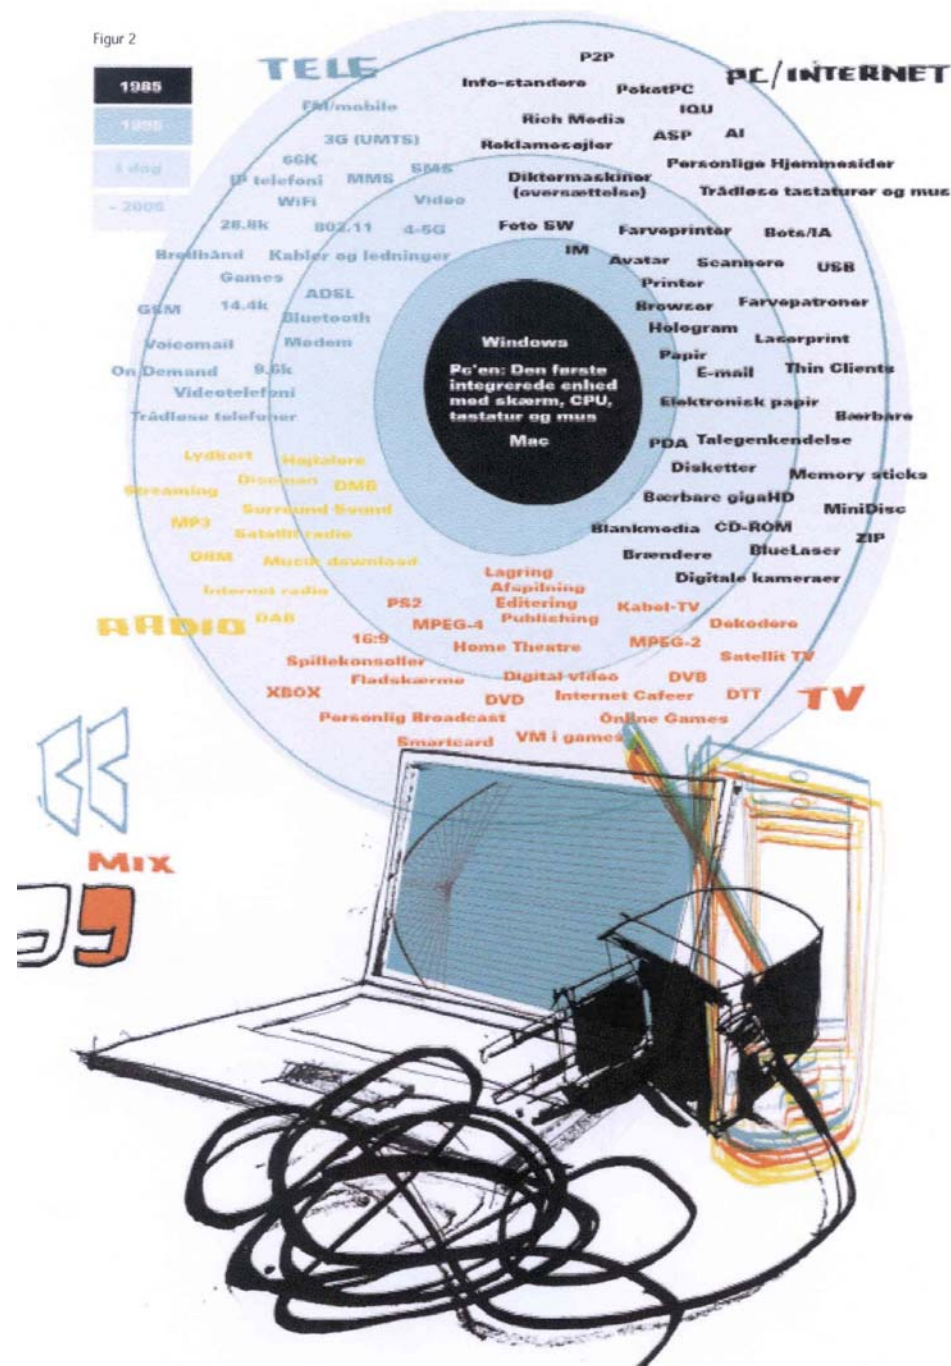 Figur 2
1985
1995
I dag
- 2005
TELE
FM/mobile
3G (UMTS)
66K
SMS
IP telefoni
MMS
WiFi
Video
28.8k
802.11
4-5G
Bredbånd
Kabler og ledninger
Games
ADSL
GSM
14.4k
Bluetooth
Voicemail
Modem
On Demand
9.6k
Videotelefoni
Trådløse telefoner
PC/INTERNET
P2P
Info-standere
PoketPC
IQU
Rich Media
ASP
AI
Reklamesøjler
Personlige Hjemmesider
Diktermaskiner
(oversættelse)
Trådløse tastaturer og mus
Foto SW
Farveprinter
Bots/IA
IM
Avatar
Scannere
USB
Printer
Browser
Farvepatroner
Hologram
Laserprint
Papir
E-mail
Thin Clients
Elektronisk papir
Bærbare
PDA
Talegenkendelse
Disketter
Memory sticks
Bærbare gigaHD
MiniDisc
Blankmedia
CD-ROM
ZIP
Brændere
BlueLaser
Digitale kameraer
Windows
Pc'en: Den første
integrerede enhed
med skærm, CPU,
tastatur og mus
Mac
Lydkort
Højtalere
Streaming
Discman
DMB
MP3
Surround Sound
Satellit radio
DRM
Musik download
Internet radio
RADIO
DAB
Lagring
Afspilning
PS2
Editering
Kabel-TV
MPEG-4
Publishing
Dekodere
16:9
Home Theatre
MPEG-2
Spillekonsoller
Satellit TV
Fladskærme
Digital video
DVB
XBOX
DVD
Internet Cafeer
DTT
TV
Personlig Broadcast
Online Games
Smartcard
VM i games
MIX